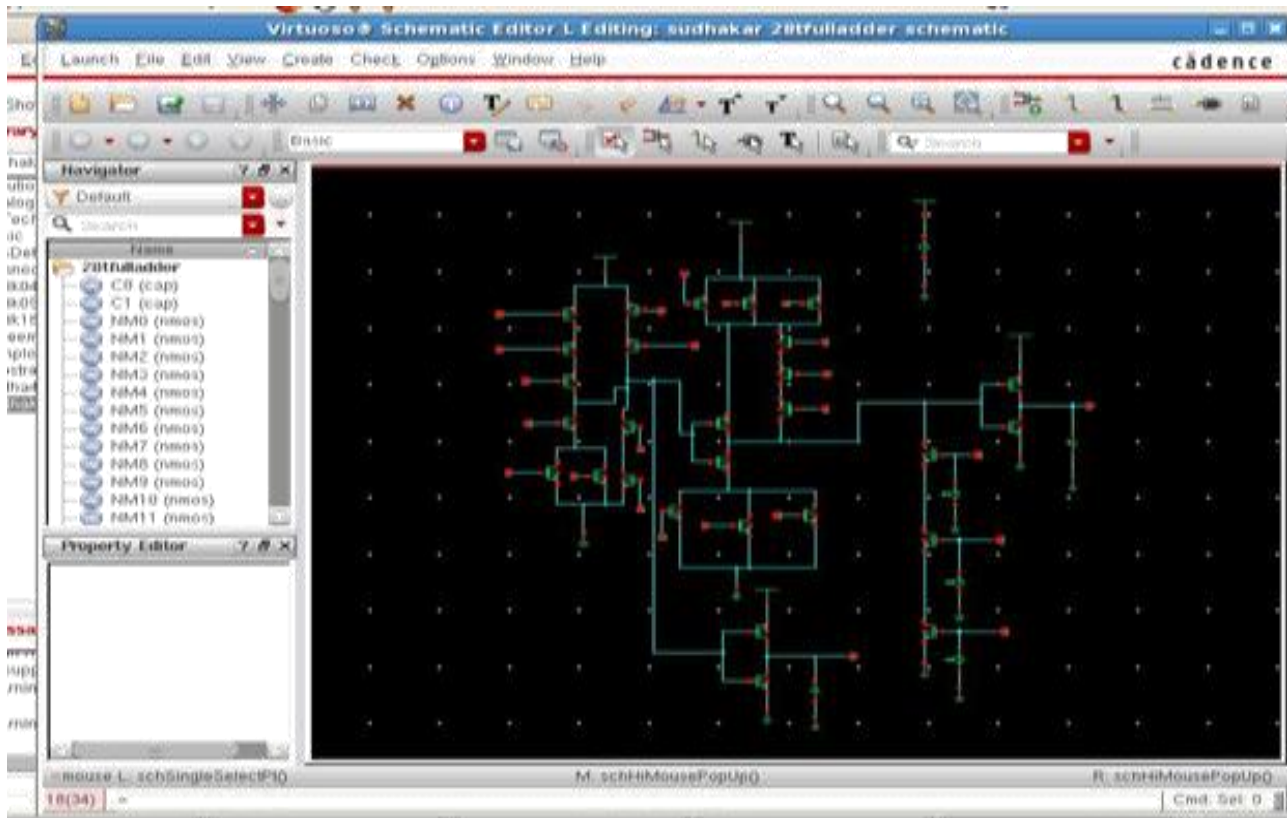 Virtuoso® Schematic Editor L Editing: sudhakar 28tfulladder schematic
Launch File Edit View Create Check Options Window Help
cādence
Basic
Search
Navigator
Default
Search
Name
28tfulladder
C0 (cap)
C1 (cap)
NM0 (nmos)
NM1 (nmos)
NM2 (nmos)
NM3 (nmos)
NM4 (nmos)
NM5 (nmos)
NM6 (nmos)
NM7 (nmos)
NM8 (nmos)
NM9 (nmos)
NM10 (nmos)
NM11 (nmos)
Property Editor
mouse L: schSingleSelectPt()
M: schHiMousePopUp()
R: schHiMousePopUp()
18(34)
Cmd: Sel: 0